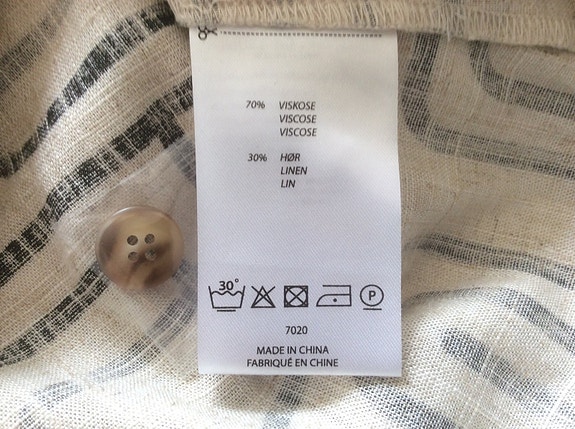 70% VISKOSE
VISCOSE
VISCOSE
30% HØR
LINEN
LIN
30° P
7020
MADE IN CHINA
FABRIQUÉ EN CHINE